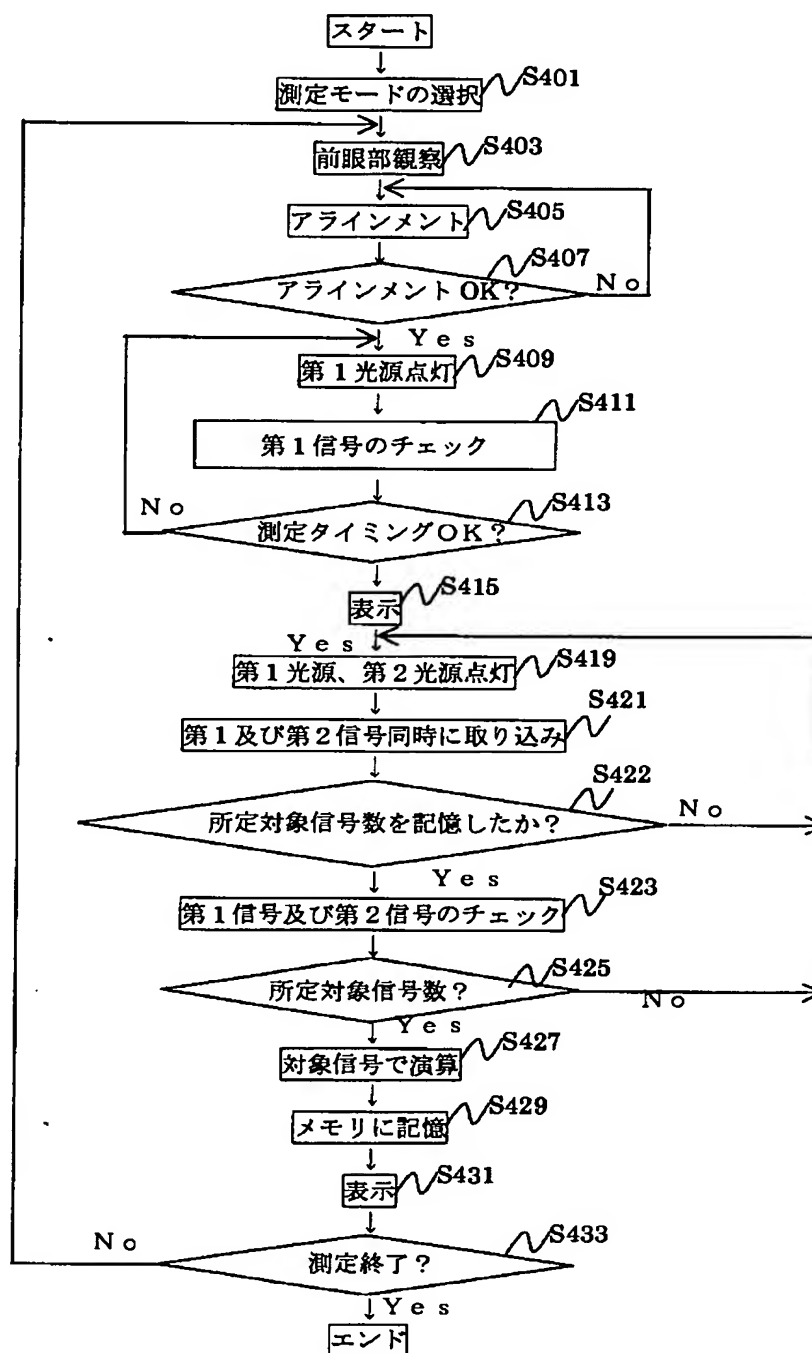 スタート
測定モードの選択 S401
前眼部観察 S403
アラインメント S405
アラインメントOK? S407
No
Yes
第1光源点灯 S409
第1信号のチェック S411
No
測定タイミングOK? S413
表示 S415
Yes
第1光源、第2光源点灯 S419
第1及び第2信号同時に取り込み S421
所定対象信号数を記憶したか? S422
No
Yes
第1信号及び第2信号のチェック S423
所定対象信号数? S425
No
Yes
対象信号で演算 S427
メモリに記憶 S429
表示 S431
No
測定終了? S433
Yes
エンド